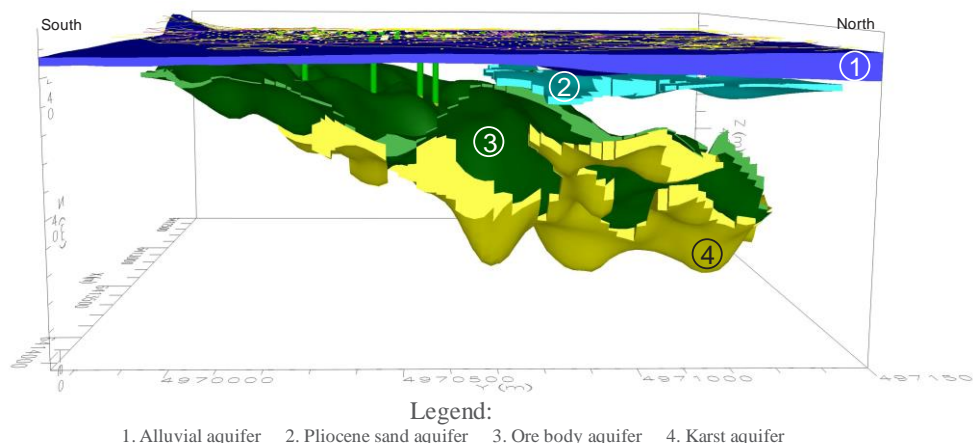 South
North
1
2
3
4
Z (m)
4970000
4970500
4971000
497150
Y (m)
Legend:
1. Alluvial aquifer 2. Pliocene sand aquifer 3. Ore body aquifer 4. Karst aquifer